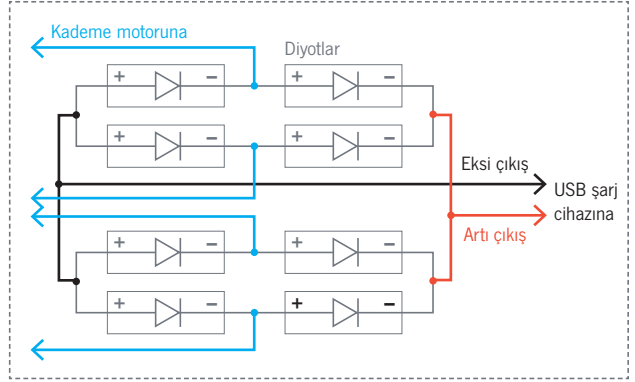 Kademe motoruna
Diyotlar
+ − + −
+ − + −
Eksi çıkış
USB şarj
cihazına
Artı çıkış
+ − + −
+ − + −